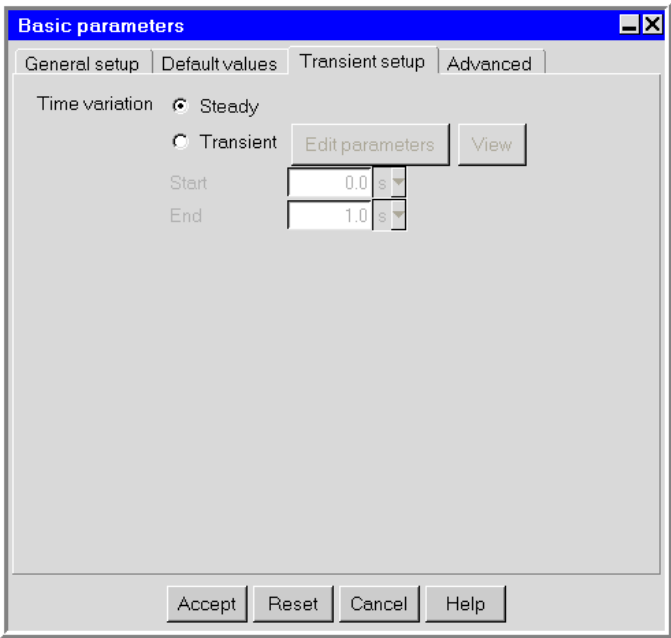 Basic parameters
General setup Default values Transient setup Advanced
Time variation Steady
Transient Edit parameters View
Start 0.0 s
End 1.0 s
Accept Reset Cancel Help